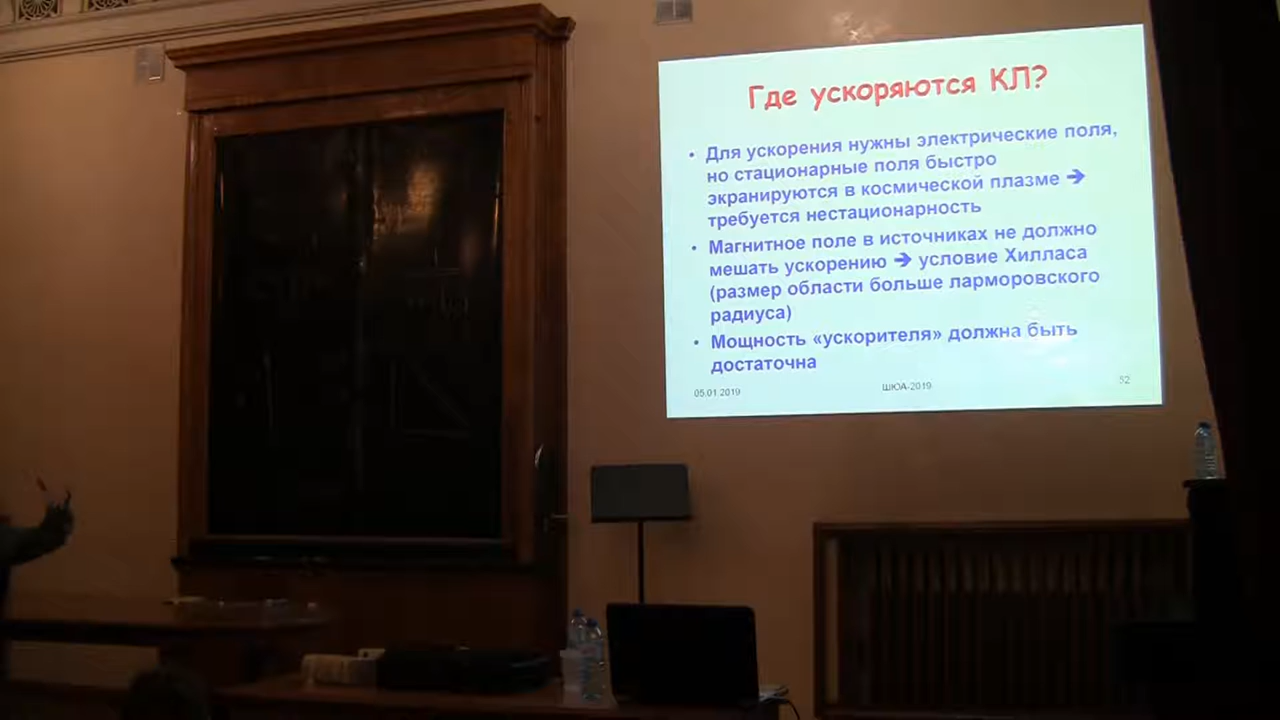 Где ускоряются КЛ?
• Для ускорения нужны электрические поля,
но стационарные поля быстро
экранируются в космической плазме ➔
требуется нестационарность
• Магнитное поле в источниках не должно
мешать ускорению ➔ условие Хилласа
(размер области больше ларморовского
радиуса)
• Мощность «ускорителя» должна быть
достаточна
05.01.2019 ШЮА-2019 52